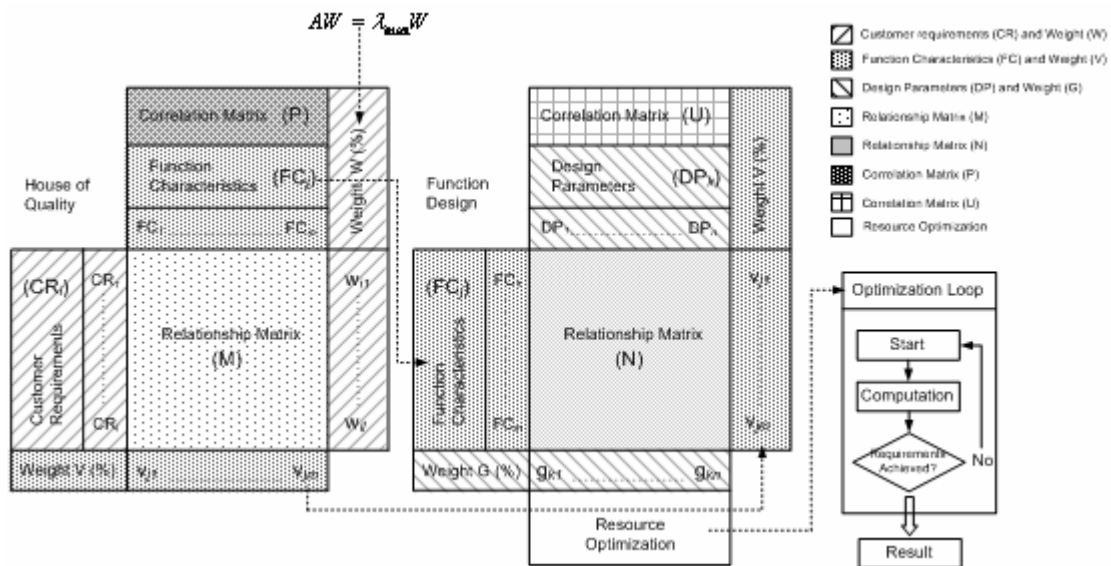 AW = λmax W
Customer requirements (CR) and Weight (W)
Function Characteristics (FC) and Weight (V)
Design Parameters (DP) and Weight (G)
Relationship Matrix (M)
Relationship Matrix (N)
Correlation Matrix (P)
Correlation Matrix (U)
Resource Optimization
House of
Quality
Correlation Matrix (P)
Function
Characteristics
(FCj)
FC1 FCm
Weight W (%)
(CRi)
Customer
Requirements
CR1
CRi
Relationship Matrix
(M)
wi1
wij
Weight V (%)
vj1 vjm
Function
Design
Correlation Matrix (U)
Design
Parameters
(DPk)
DP1 DPn
Weight V (%)
(FCj)
Function
Characteristics
FC1
FCm
Relationship Matrix
(N)
vj1
vjm
Weight G (%)
gk1 gkn
Resource
Optimization
Optimization Loop
Start
Computation
Requirements
Achieved?
No
Result